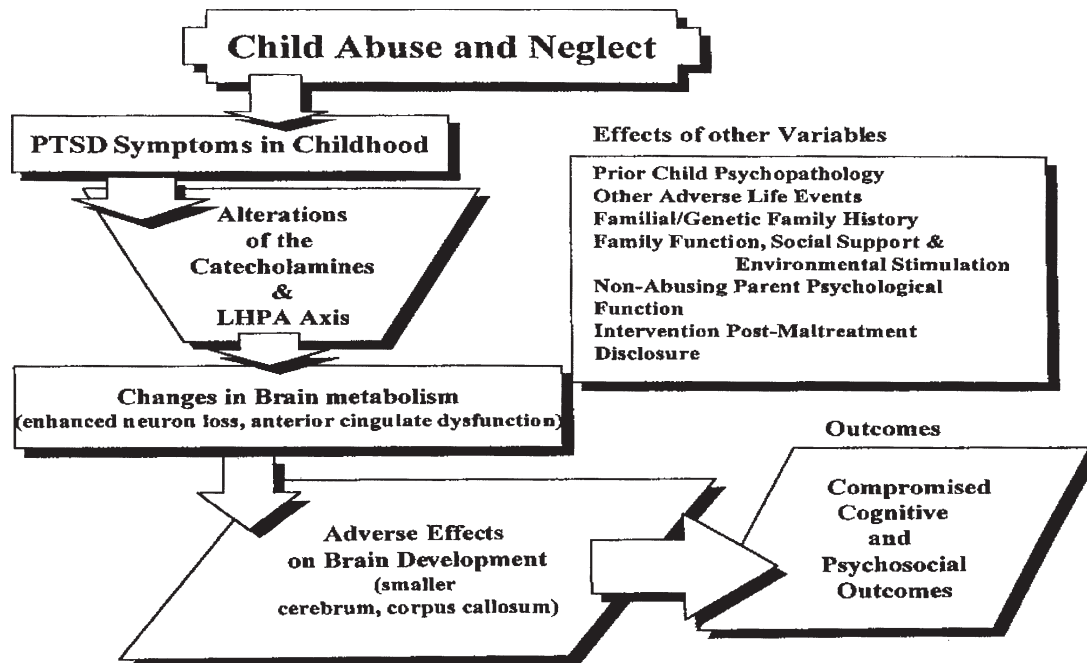 Child Abuse and Neglect
PTSD Symptoms in Childhood
Alterations
of the
Catecholamines
&
LHPA Axis
Changes in Brain metabolism
(enhanced neuron loss, anterior cingulate dysfunction)
Adverse Effects
on Brain Development
(smaller
cerebrum, corpus callosum)
Effects of other Variables
Prior Child Psychopathology
Other Adverse Life Events
Familial/Genetic Family History
Family Function, Social Support &
Environmental Stimulation
Non-Abusing Parent Psychological
Function
Intervention Post-Maltreatment
Disclosure
Outcomes
Compromised
Cognitive
and
Psychosocial
Outcomes